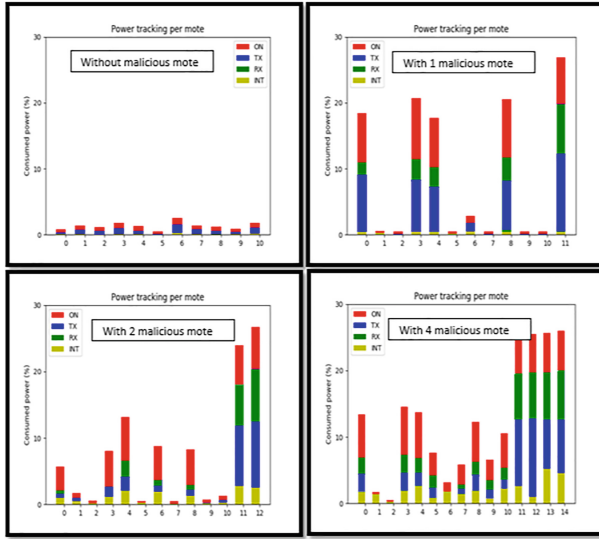 Power tracking per mote
Without malicious mote
ON
TX
RX
INT
Consumed power (%)
30
20
10
0
0 1 2 3 4 5 6 7 8 9 10
Power tracking per mote
With 1 malicious mote
ON
TX
RX
INT
Consumed power (%)
30
20
10
0
0 1 2 3 4 5 6 7 8 9 10 11
Power tracking per mote
With 2 malicious mote
ON
TX
RX
INT
Consumed power (%)
30
20
10
0
0 1 2 3 4 5 6 7 8 9 10 11 12
Power tracking per mote
With 4 malicious mote
ON
TX
RX
INT
Consumed power (%)
30
20
10
0
0 1 2 3 4 5 6 7 8 9 10 11 12 13 14